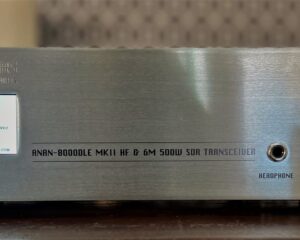 ANAN-8000DLE MKII HF & 6M 500W SDR TRANSCEIVER
HEADPHONE